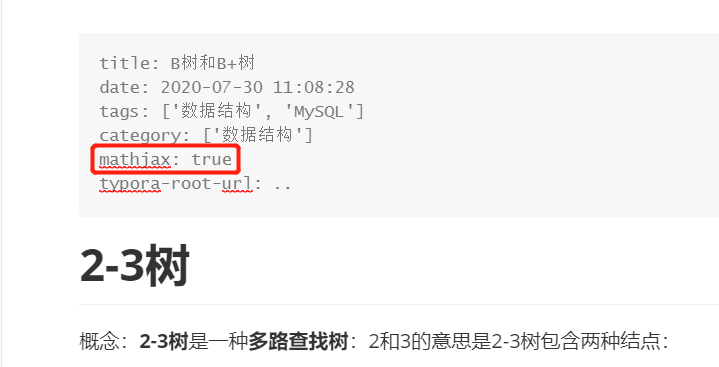 title: B树和B+树
date: 2020-07-30 11:08:28
tags: ['数据结构', 'MySQL']
category: ['数据结构']
mathjax: true
typora-root-url: ..
2-3树
概念：2-3树是一种多路查找树：2和3的意思是2-3树包含两种结点：